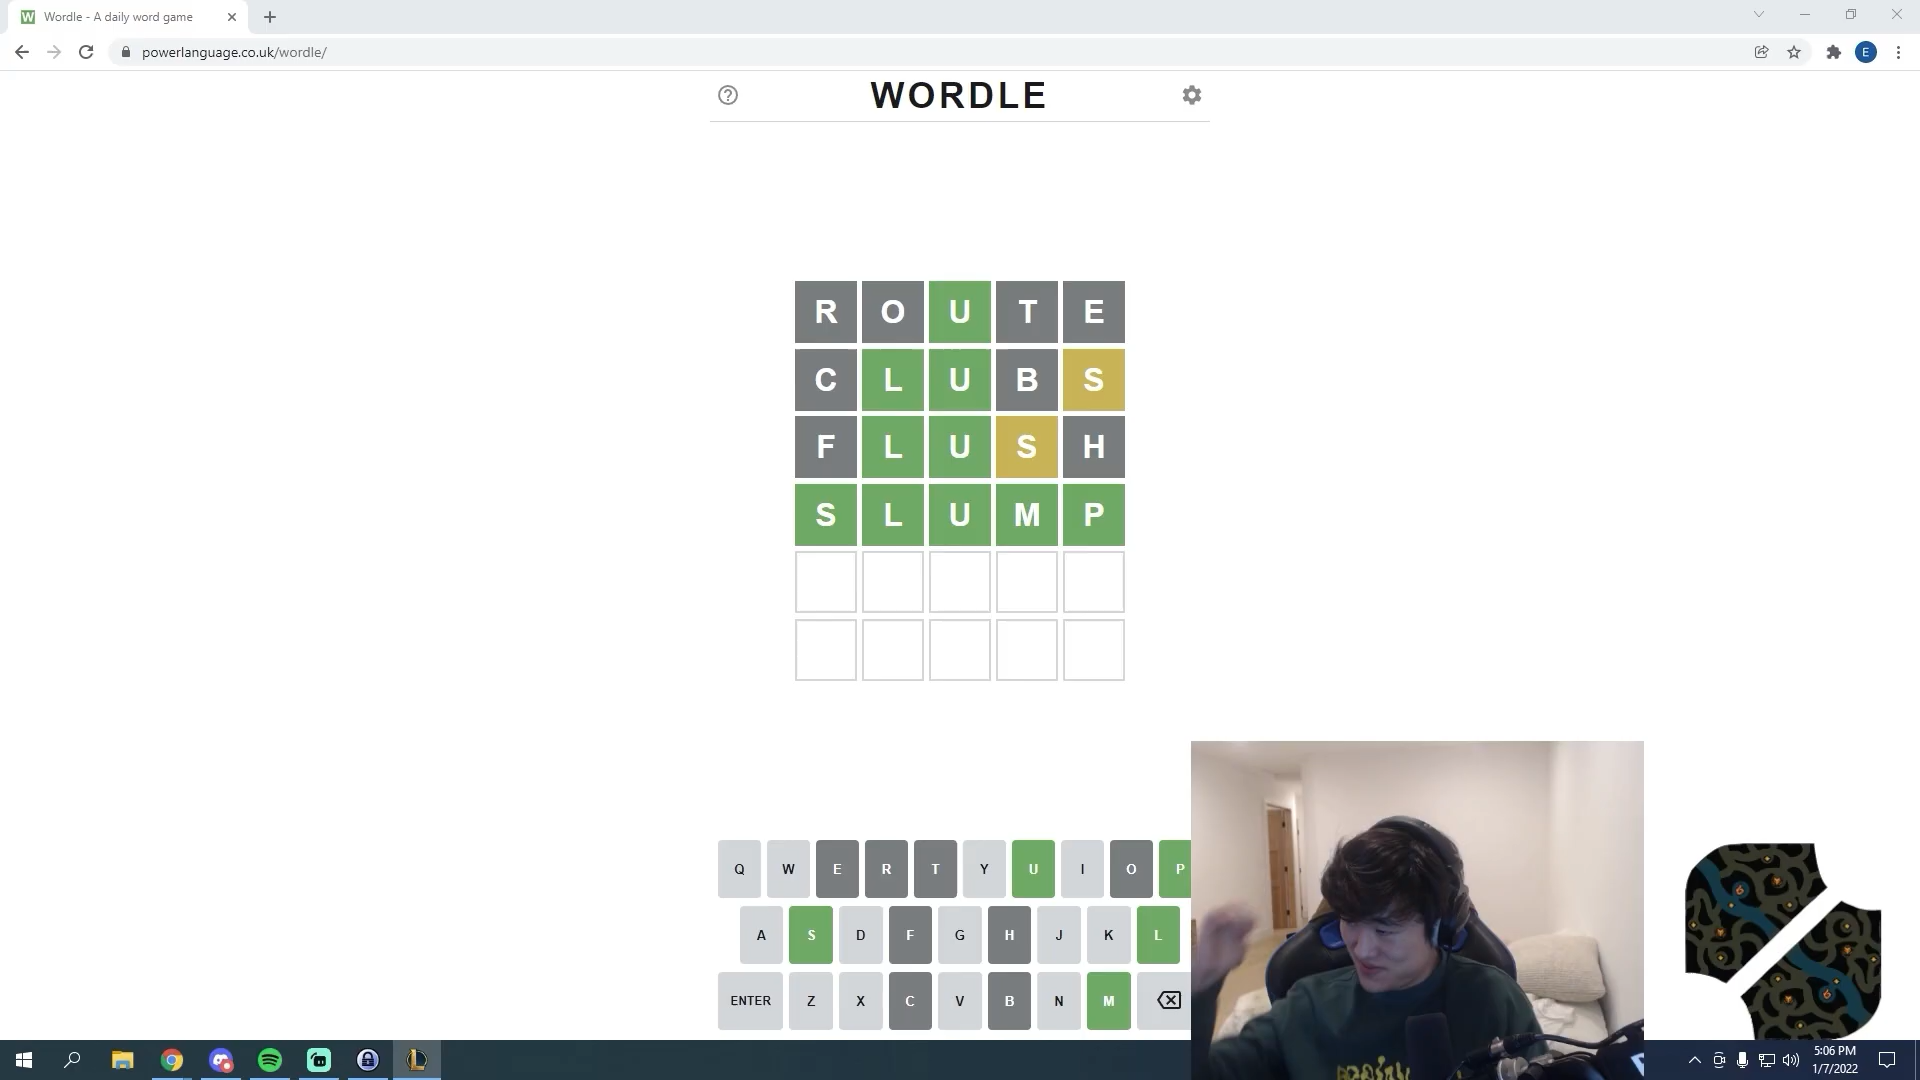 W Wordle - A daily word game
powerlanguage.co.uk/wordle/
E
WORDLE
R O U T E
C L U B S
F L U S H
S L U M P
Q W E R T Y U I O P
A S D F G H J K L
ENTER Z X C V B N M
5:06 PM
1/7/2022